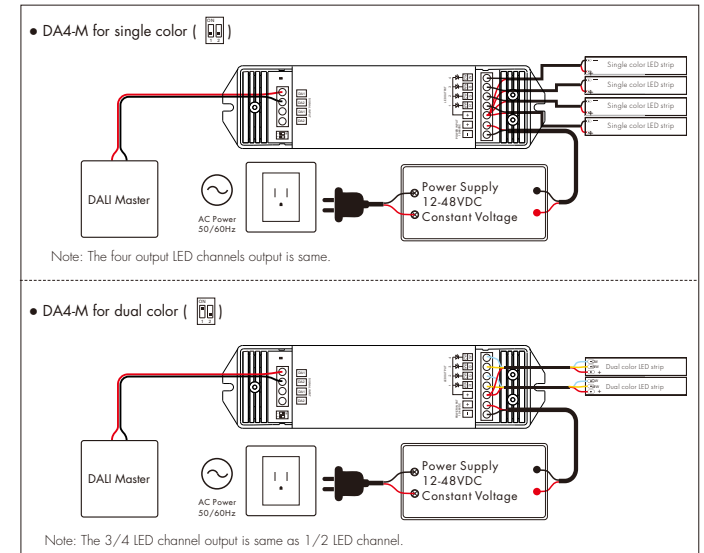 ● DA4-M for single color ( ON 1 2 )
Single color LED strip
Single color LED strip
Single color LED strip
Single color LED strip
DALI Master
AC Power
50/60Hz
Power Supply
12-48VDC
Constant Voltage
Note: The four output LED channels output is same.
● DA4-M for dual color ( ON 1 2 )
Dual color LED strip
Dual color LED strip
DALI Master
AC Power
50/60Hz
Power Supply
12-48VDC
Constant Voltage
Note: The 3/4 LED channel output is same as 1/2 LED channel.